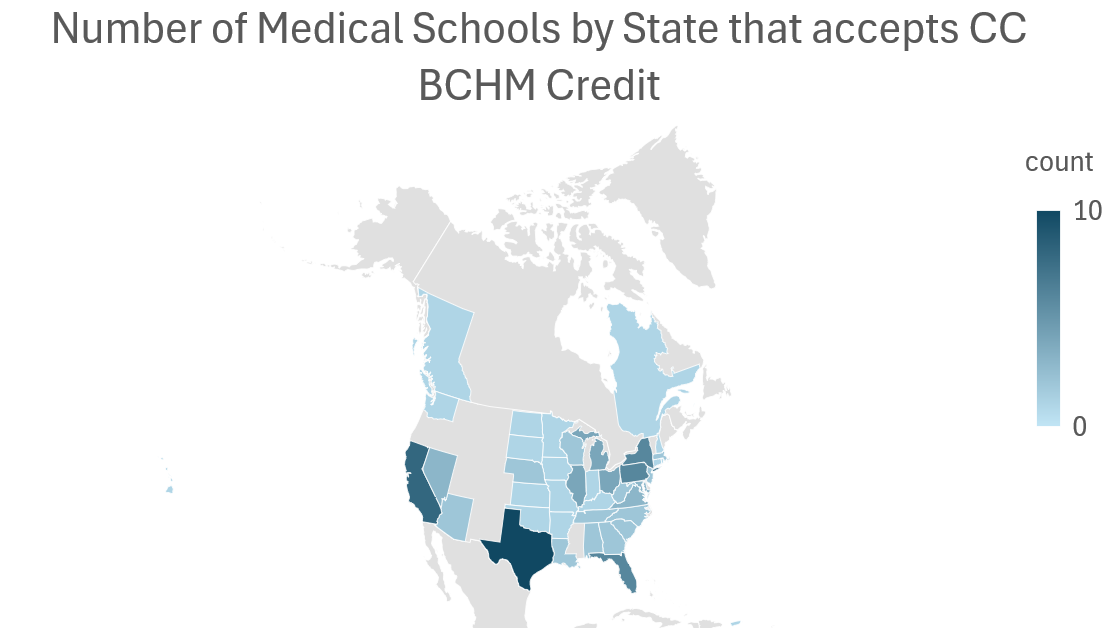 Number of Medical Schools by State that accepts CC
BCHM Credit
count
10
0